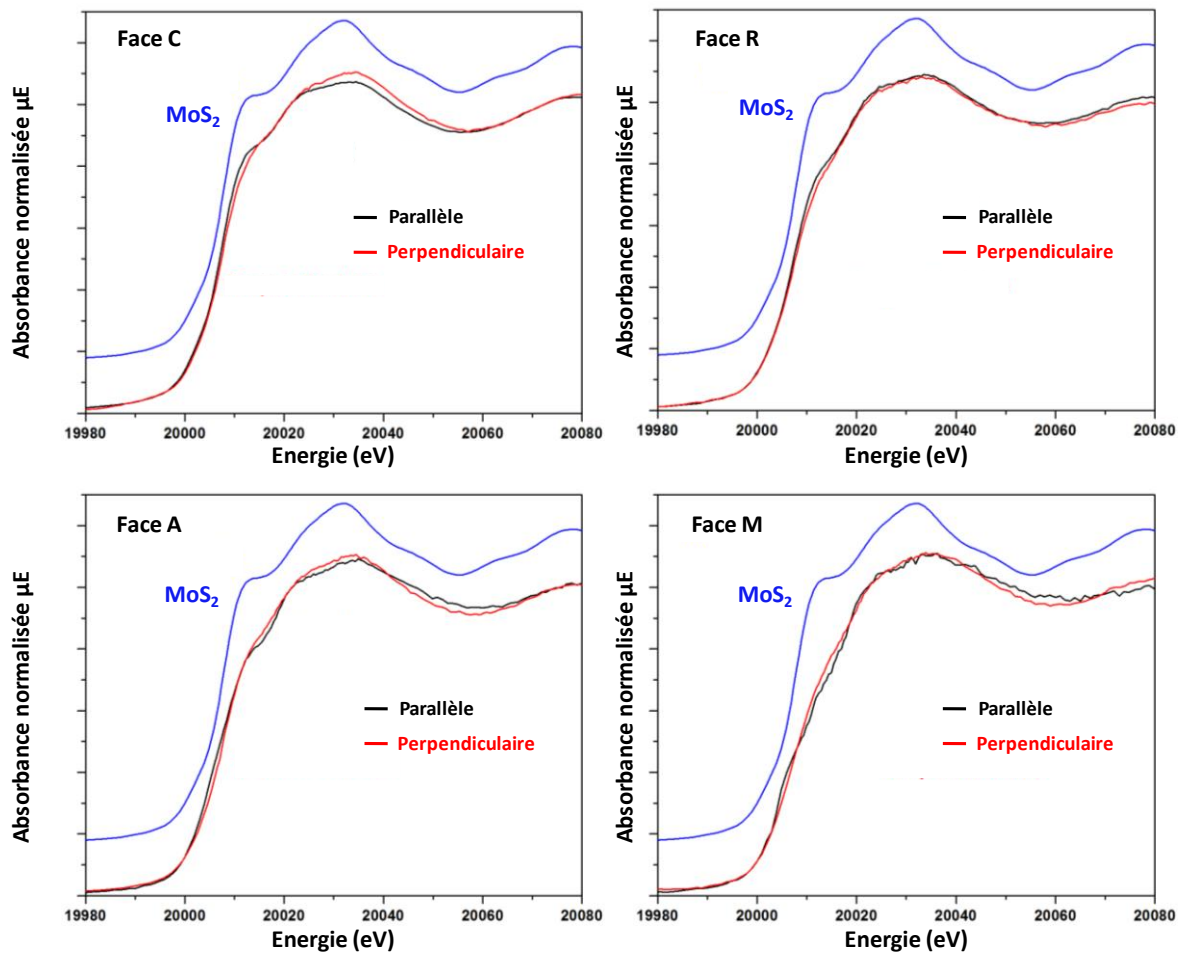 Face C
MoS₂
Parallèle
Perpendiculaire
Absorbance normalisée µE
19980 20000 20020 20040 20060 20080
Energie (eV)
Face R
MoS₂
Parallèle
Perpendiculaire
Absorbance normalisée µE
19980 20000 20020 20040 20060 20080
Energie (eV)
Face A
MoS₂
Parallèle
Perpendiculaire
Absorbance normalisée µE
19980 20000 20020 20040 20060 20080
Energie (eV)
Face M
MoS₂
Parallèle
Perpendiculaire
Absorbance normalisée µE
19980 20000 20020 20040 20060 20080
Energie (eV)